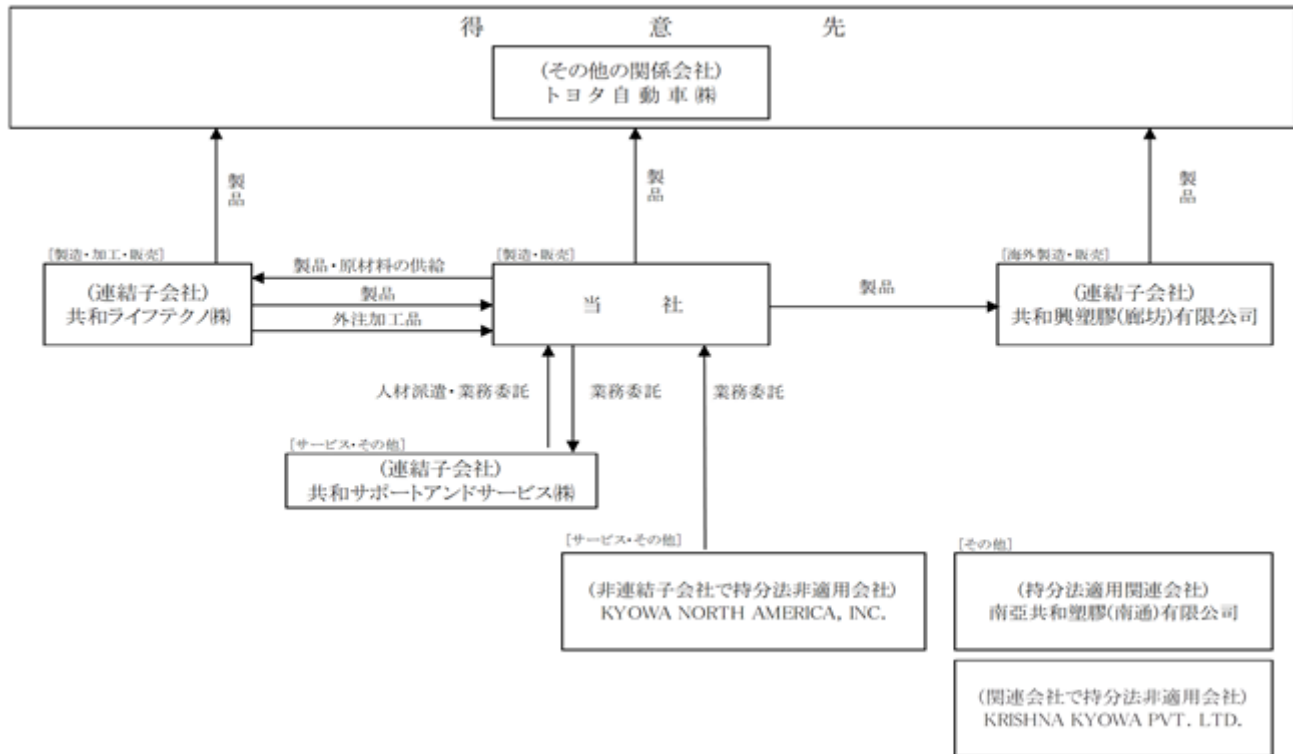 得意先
(その他の関係会社)
トヨタ自動車㈱
製品
製品
製品
[製造・加工・販売]
(連結子会社)
共和ライフテクノ㈱
製品・原材料の供給
製品
外注加工品
[製造・販売]
当社
製品
[海外製造・販売]
(連結子会社)
共和興塑膠(廊坊)有限公司
人材派遣・業務委託
業務委託
業務委託
[サービス・その他]
(連結子会社)
共和サポートアンドサービス㈱
[サービス・その他]
(非連結子会社で持分法非適用会社)
KYOWA NORTH AMERICA, INC.
[その他]
(持分法適用関連会社)
南亞共和塑膠(南通)有限公司
(関連会社で持分法非適用会社)
KRISHNA KYOWA PVT. LTD.